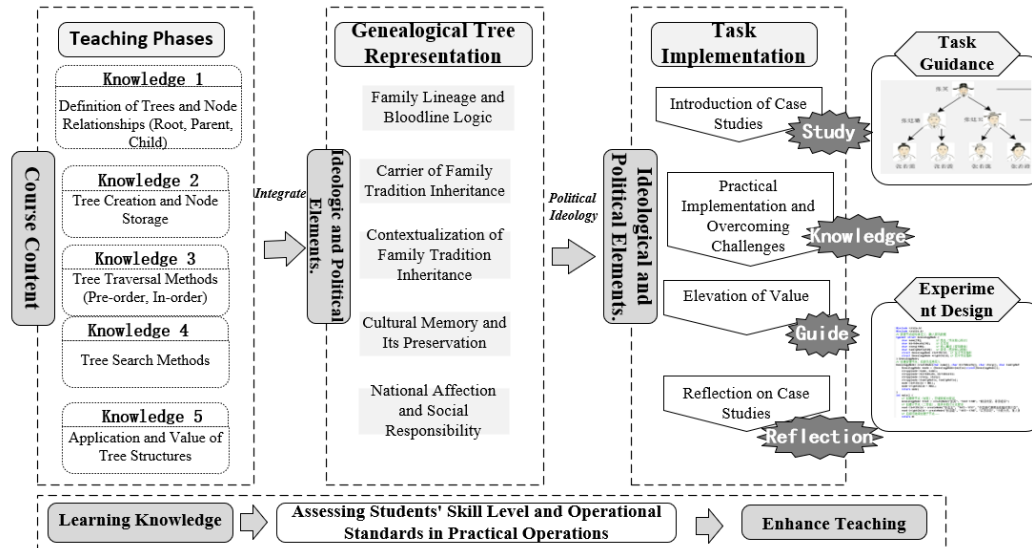 Teaching Phases
Knowledge 1
Definition of Trees and Node
Relationships (Root, Parent,
Child)
Knowledge 2
Tree Creation and Node
Storage
Knowledge 3
Tree Traversal Methods
(Pre-order, In-order)
Knowledge 4
Tree Search Methods
Knowledge 5
Application and Value of
Tree Structures
Course Content
Integrate
Genealogical Tree
Representation
Ideologic and Political
Elements.
Family Lineage and
Bloodline Logic
Carrier of Family
Tradition Inheritance
Contextualization of
Family Tradition
Inheritance
Cultural Memory and
Its Preservation
National Affection and
Social
Responsibility
Political
Ideology
Task
Implementation
Ideological and
Political Elements.
Introduction of Case
Studies
Study
Practical
Implementation and
Overcoming
Challenges
Knowledge
Elevation of Value
Guide
Reflection on Case
Studies
Reflection
Task
Guidance
Experime
nt Design
Learning Knowledge
Assessing Students' Skill Level and Operational
Standards in Practical Operations
Enhance Teaching